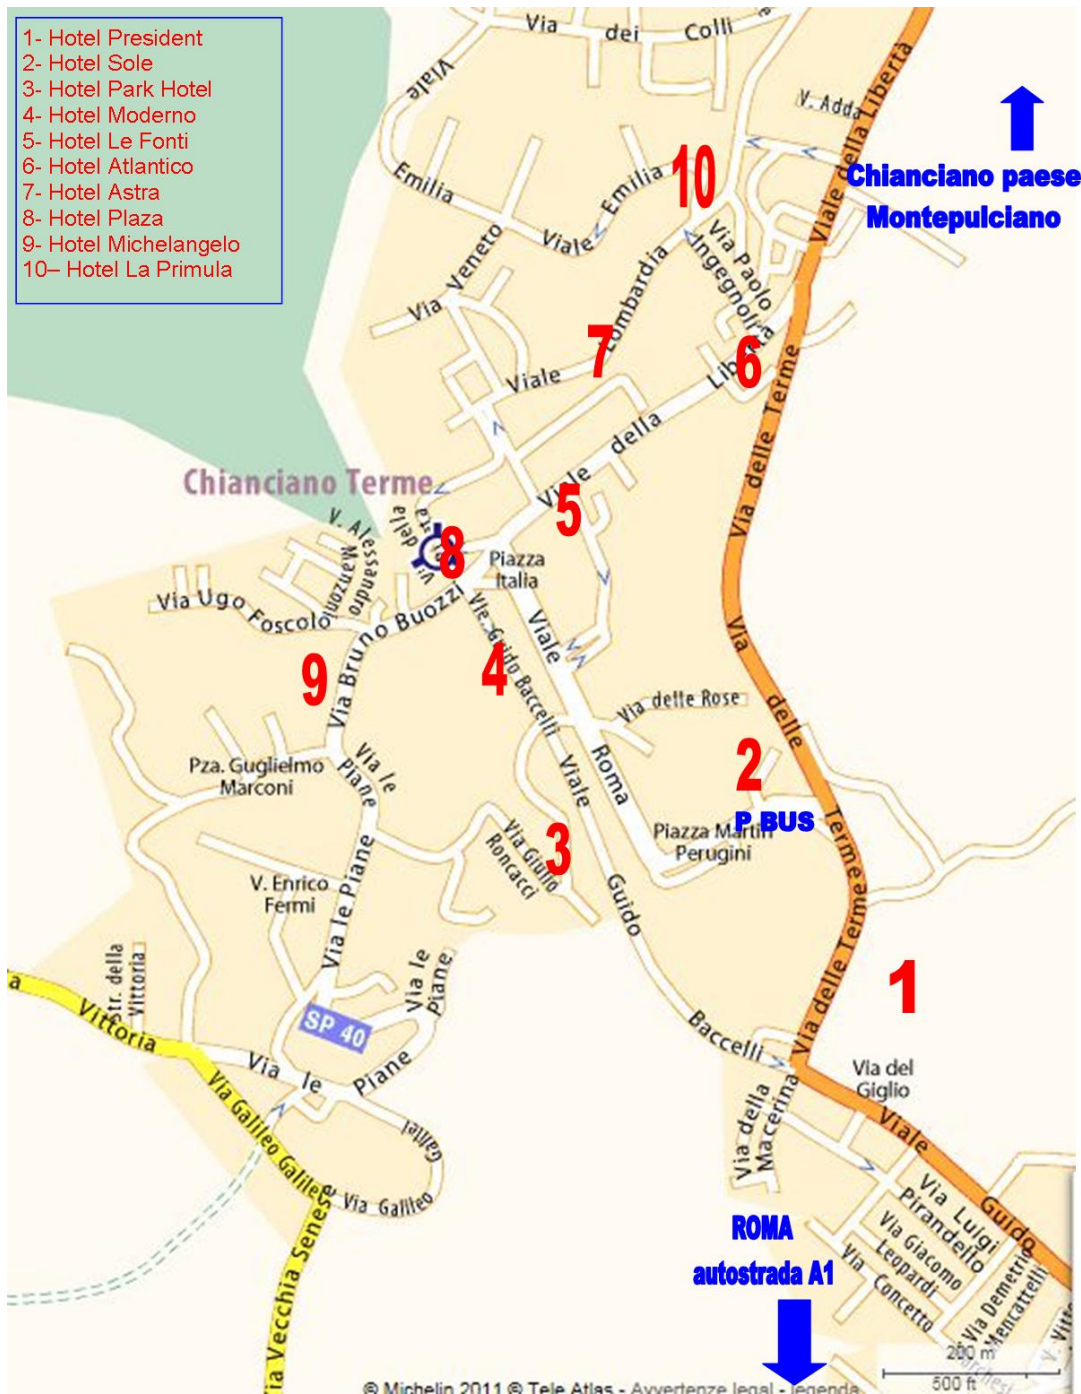 1- Hotel President
2- Hotel Sole
3- Hotel Park Hotel
4- Hotel Moderno
5- Hotel Le Fonti
6- Hotel Atlantico
7- Hotel Astra
8- Hotel Plaza
9- Hotel Michelangelo
10– Hotel La Primula
Via dei Colli
Viale
Emilia
Viale
Emilia
10
V. Adda
Viale della Libertà
Chianciano paese
Montepulciano
Via Veneto
Via Paolo
Ingegnoli
Viale Lombardia
7
6
Viale della Libertà
Via delle Terme
Chianciano Terme
5
8
Piazza
Italia
V. Alessandro
Manzoni
Via Ugo Foscolo
Via Bruno Buozzi
9
Vle. Guido Baccelli
4
Viale
Roma
Via delle Rose
Via delle Terme
2
P BUS
Piazza Martiri
Perugini
Pza. Guglielmo
Marconi
Via le
Piane
Viale
Guido
Baccelli
3
Via Giulio
Roncacci
V. Enrico
Fermi
Via le Piane
Via le
Piane
Str. della
Vittoria
a
Vittoria
SP 40
Via le Piane
1
Via delle Terme
Via del
Giglio
Via Galileo Galilei
Galilei
Via Galileo
Via della
Macerina
Viale Guido
Via Luigi
Pirandello
Via Giacomo
Leopardi
Via Concetto
Marchesi
Via Demetrio
Mencattelli
ROMA
autostrada A1
ia Vecchia Senese
V. Vitto
200 m
500 ft
© Michelin 2011 © Tele Atlas - Avvertenze legal - legenda